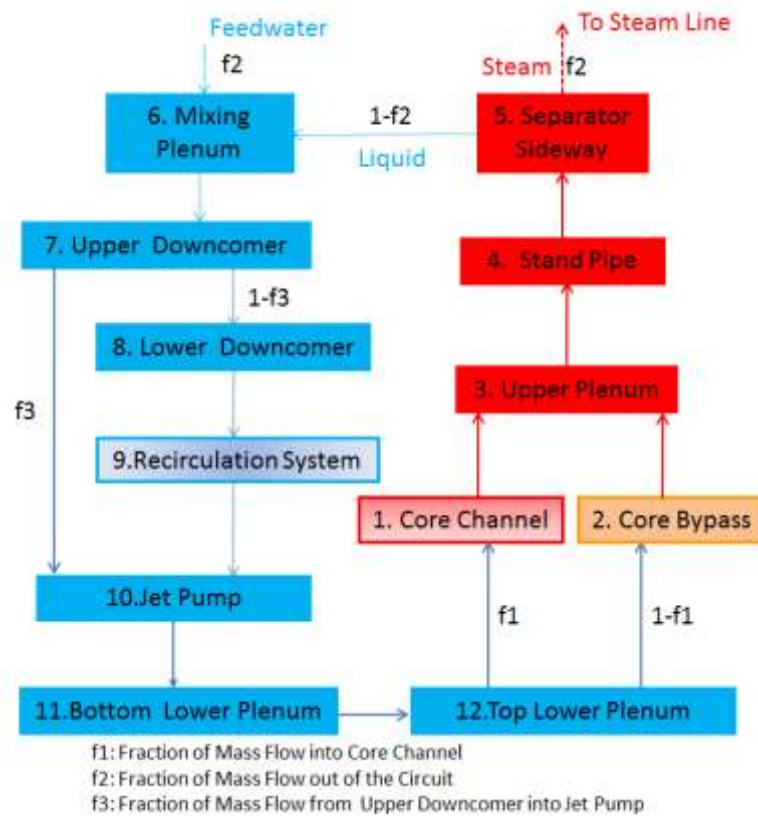 Feedwater
f2
To Steam Line
Steam
f2
6. Mixing
Plenum
1-f2
Liquid
5. Separator
Sideway
7. Upper Downcomer
4. Stand Pipe
1-f3
8. Lower Downcomer
3. Upper Plenum
f3
9.Recirculation System
1. Core Channel
2. Core Bypass
10.Jet Pump
f1
1-f1
11.Bottom Lower Plenum
12.Top Lower Plenum
f1: Fraction of Mass Flow into Core Channel
f2: Fraction of Mass Flow out of the Circuit
f3: Fraction of Mass Flow from Upper Downcomer into Jet Pump